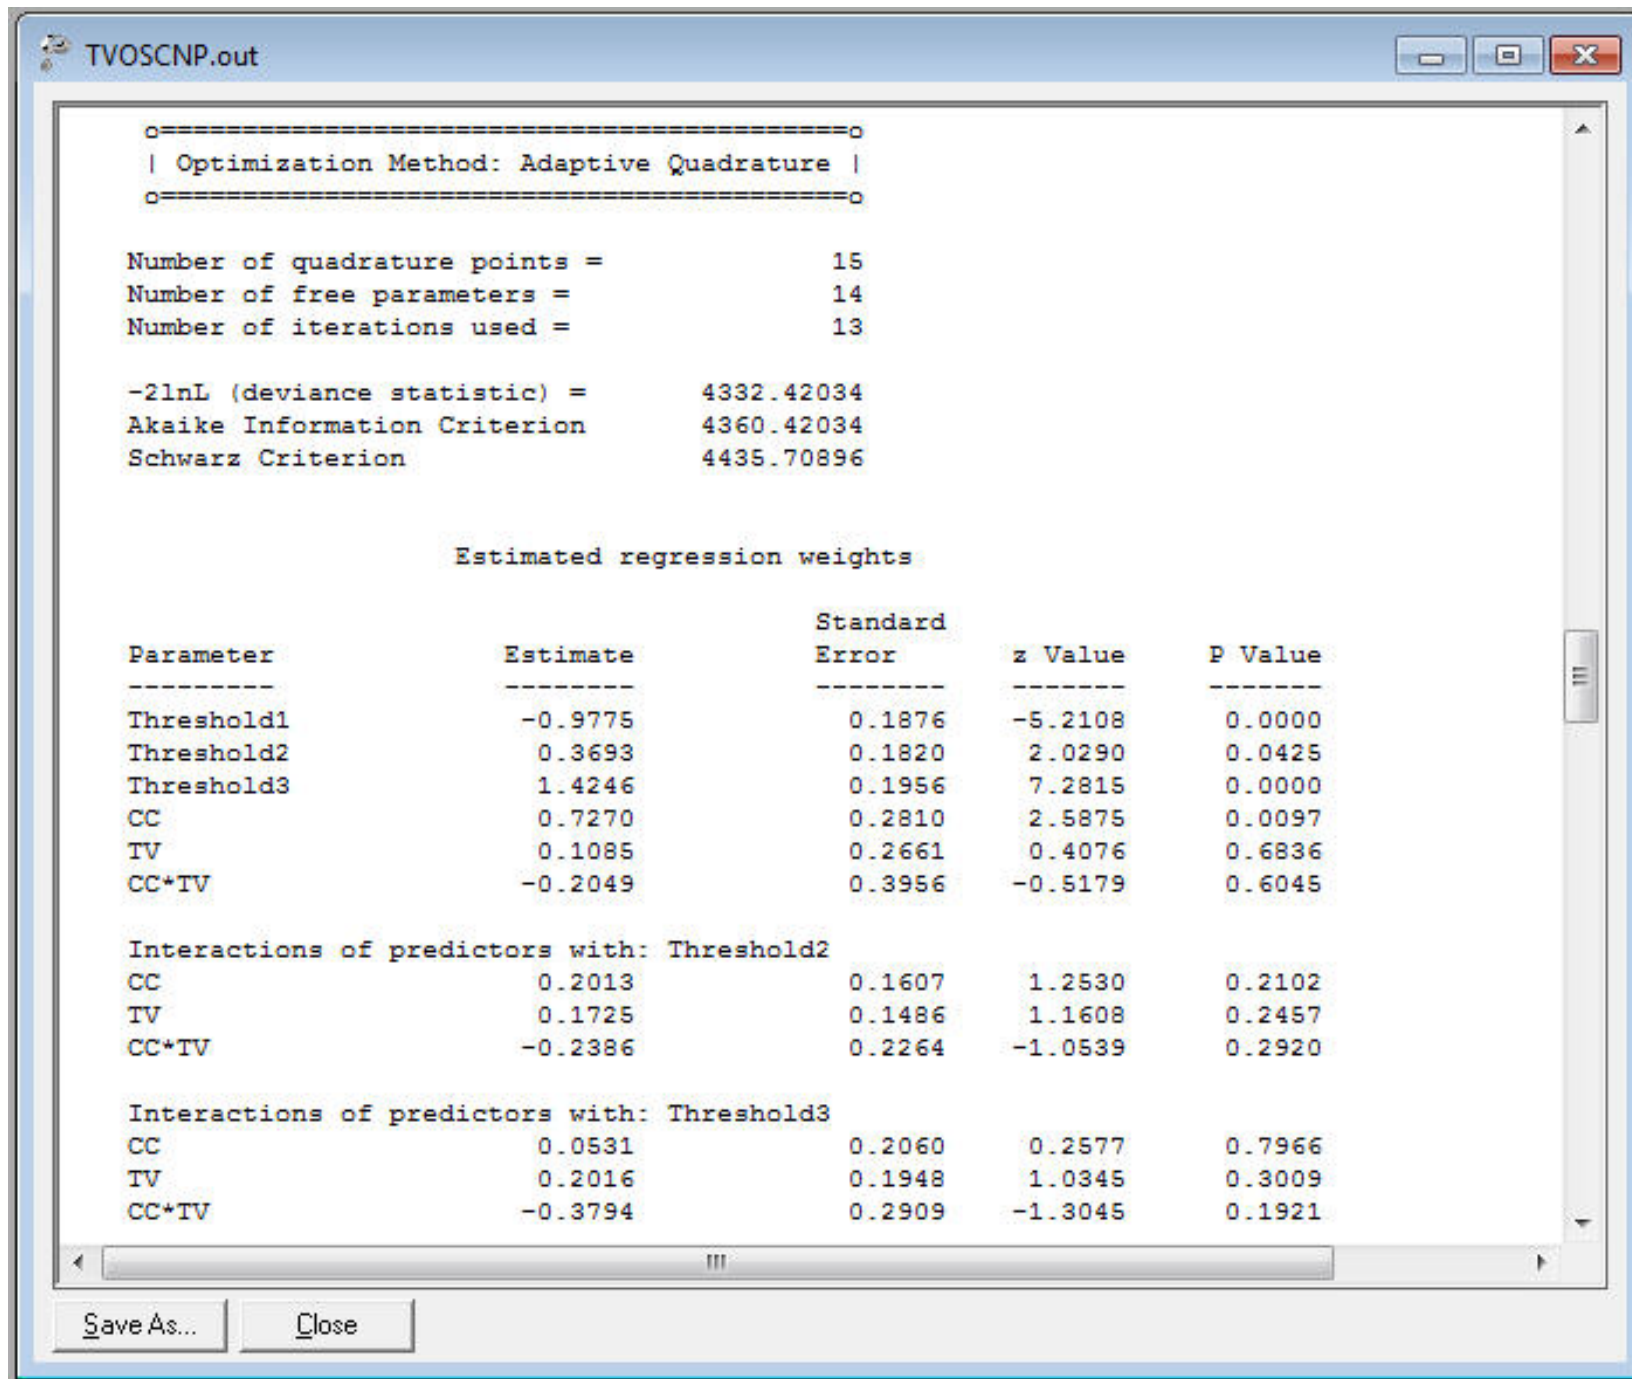 TVOSCNP.out
o==========================================o
| Optimization Method: Adaptive Quadrature |
o==========================================o
Number of quadrature points = 15
Number of free parameters = 14
Number of iterations used = 13
-2lnL (deviance statistic) = 4332.42034
Akaike Information Criterion 4360.42034
Schwarz Criterion 4435.70896
Estimated regression weights
Standard
Parameter Estimate Error z Value P Value
--------- -------- -------- ------- -------
Threshold1 -0.9775 0.1876 -5.2108 0.0000
Threshold2 0.3693 0.1820 2.0290 0.0425
Threshold3 1.4246 0.1956 7.2815 0.0000
CC 0.7270 0.2810 2.5875 0.0097
TV 0.1085 0.2661 0.4076 0.6836
CC*TV -0.2049 0.3956 -0.5179 0.6045
Interactions of predictors with: Threshold2
CC 0.2013 0.1607 1.2530 0.2102
TV 0.1725 0.1486 1.1608 0.2457
CC*TV -0.2386 0.2264 -1.0539 0.2920
Interactions of predictors with: Threshold3
CC 0.0531 0.2060 0.2577 0.7966
TV 0.2016 0.1948 1.0345 0.3009
CC*TV -0.3794 0.2909 -1.3045 0.1921
Save As... Close